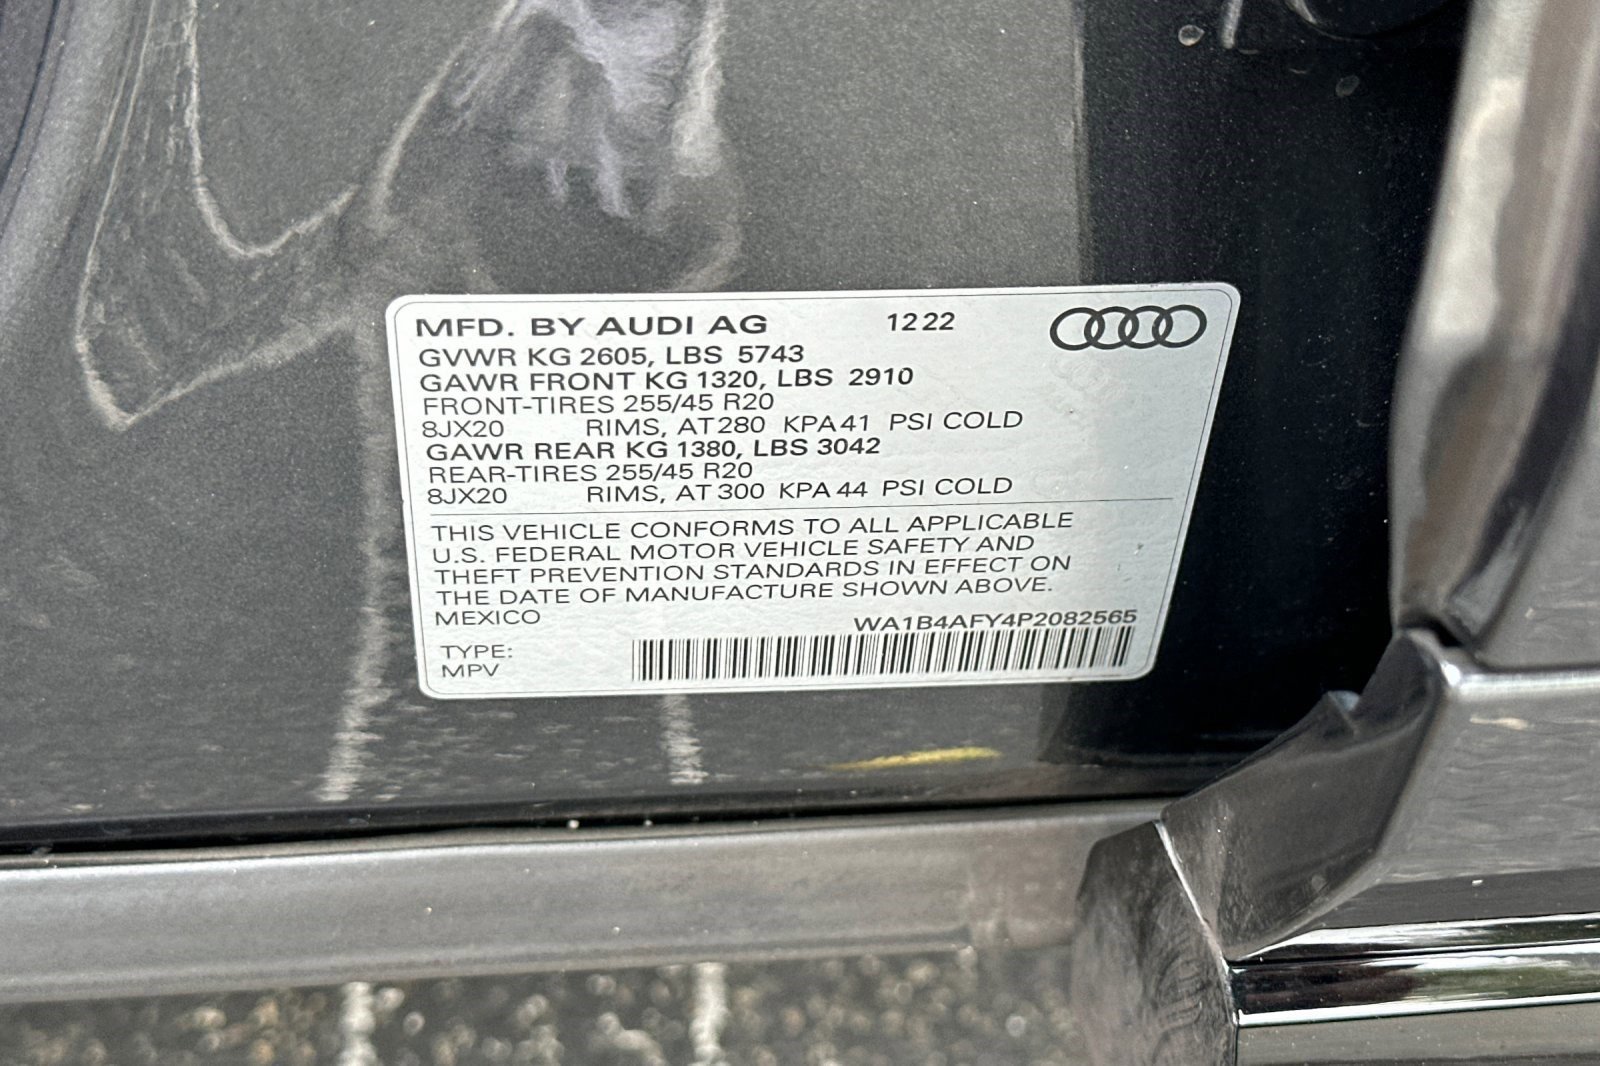 MFD. BY AUDI AG 12 22
GVWR KG 2605, LBS 5743
GAWR FRONT KG 1320, LBS 2910
FRONT-TIRES 255/45 R20
8JX20 RIMS, AT 280 KPA 41 PSI COLD
GAWR REAR KG 1380, LBS 3042
REAR-TIRES 255/45 R20
8JX20 RIMS, AT 300 KPA 44 PSI COLD
THIS VEHICLE CONFORMS TO ALL APPLICABLE
U.S. FEDERAL MOTOR VEHICLE SAFETY AND
THEFT PREVENTION STANDARDS IN EFFECT ON
THE DATE OF MANUFACTURE SHOWN ABOVE.
MEXICO WA1B4AFY4P2082565
TYPE:
MPV